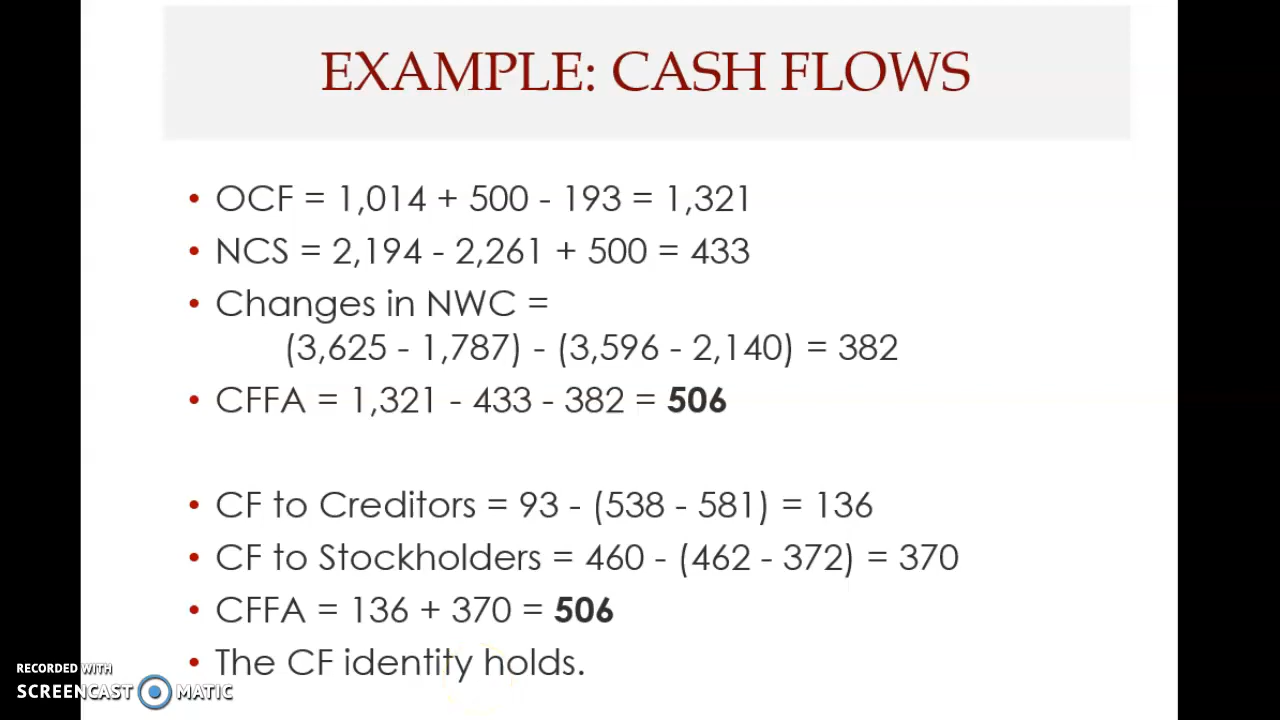 EXAMPLE: CASH FLOWS
• OCF = 1,014 + 500 - 193 = 1,321
• NCS = 2,194 - 2,261 + 500 = 433
• Changes in NWC =
(3,625 - 1,787) - (3,596 - 2,140) = 382
• CFFA = 1,321 - 433 - 382 = 506
• CF to Creditors = 93 - (538 - 581) = 136
• CF to Stockholders = 460 - (462 - 372) = 370
• CFFA = 136 + 370 = 506
• The CF identity holds.
RECORDED WITH
SCREENCAST MATIC